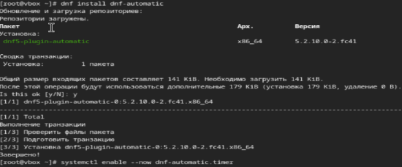 [root@vbox ~]# dnf install dnf-automatic
Обновление и загрузка репозиториев:
Репозитории загружены.
Пакет Арх. Версия
Установка:
dnf5-plugin-automatic x86_64 5.2.10.0-2.fc41
Сводка транзакции:
Установка: 1 пакета
Общий размер входящих пакетов составляет 141 KiB. Необходимо загрузить 141 KiB.
После этой операции будут использоваться дополнительные 179 KiB (установка 179 KiB, удаление 0 B).
Is this ok [y/N]: y
[1/1] dnf5-plugin-automatic-0:5.2.10.0-2.fc41.x86_64
[1/1] Total
Выполнение транзакции
[1/3] Проверить файлы пакета
[2/3] Подготовить транзакцию
[3/3] Установка dnf5-plugin-automatic-0:5.2.10.0-2.fc41.x86_64
Завершено!
[root@vbox ~]# systemctl enable --now dnf-automatic.timer